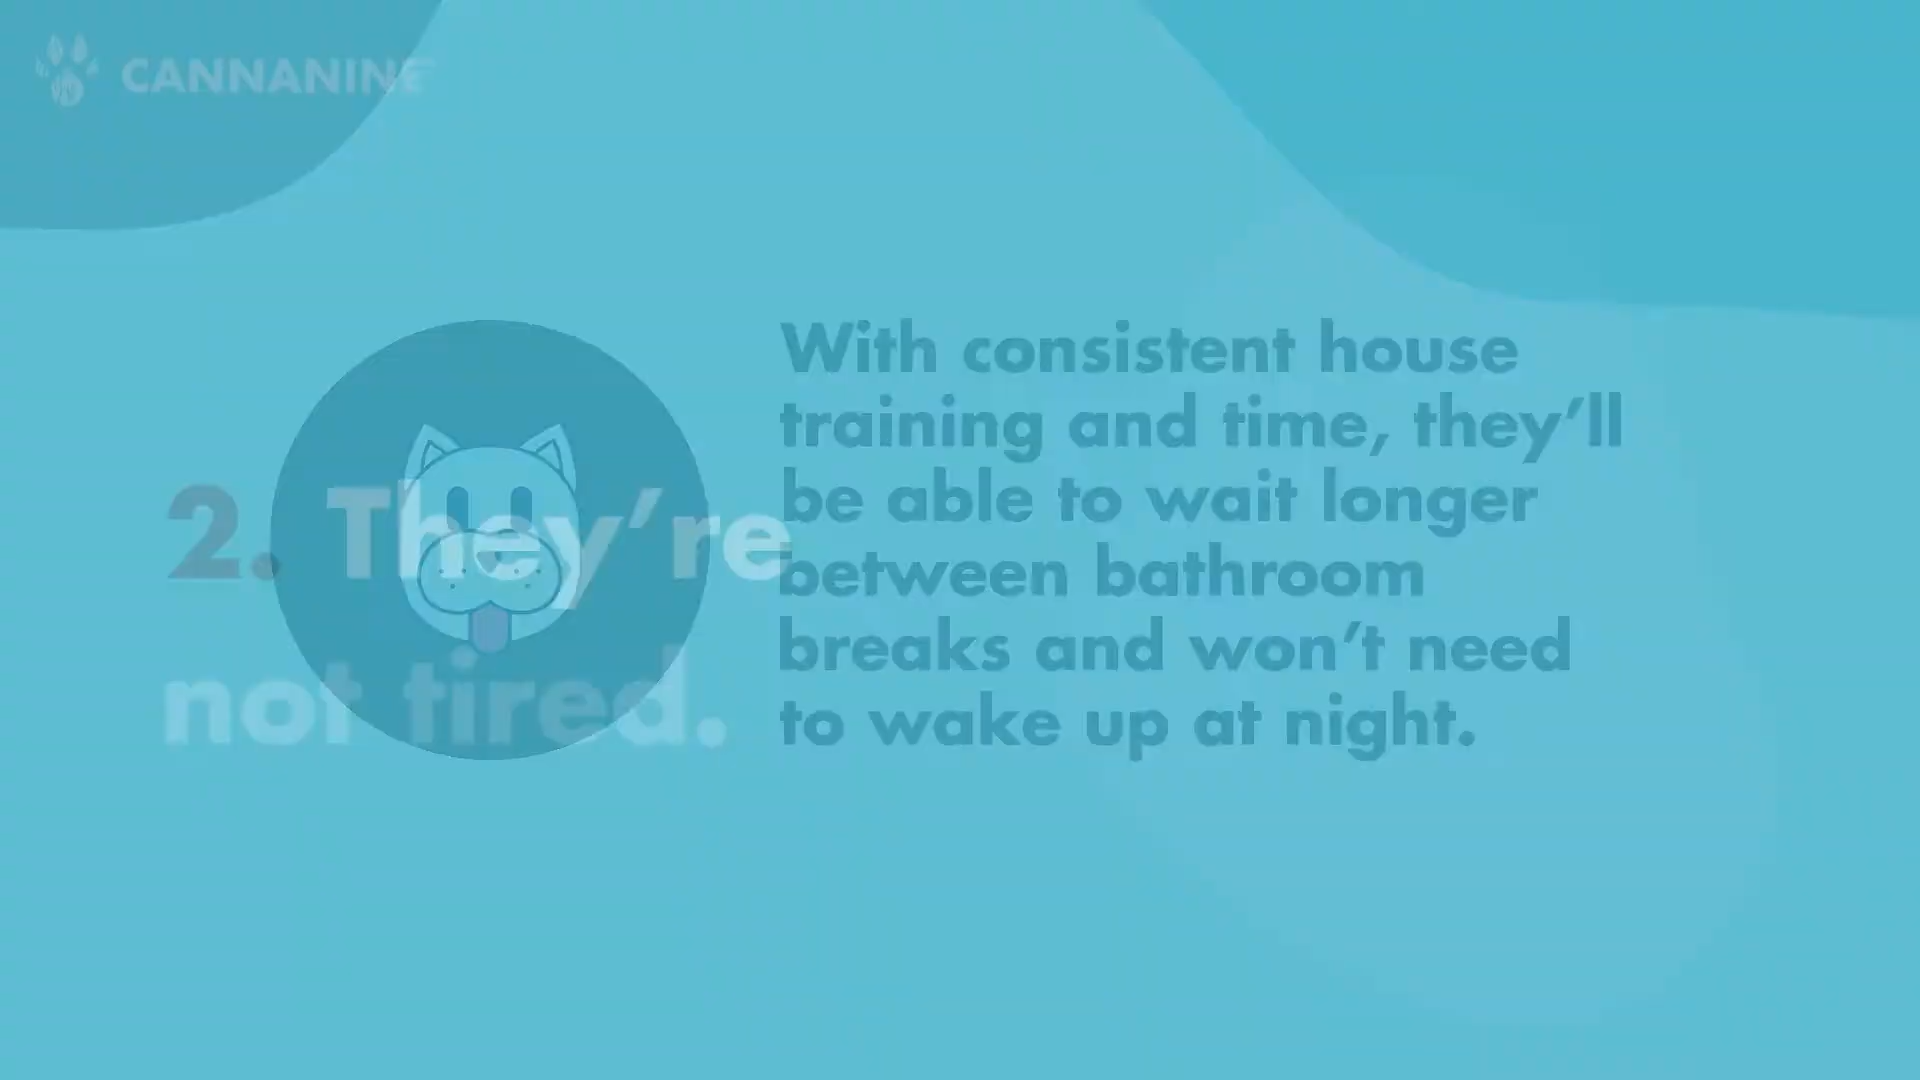 CANNANINE
With consistent house
training and time, they’ll
be able to wait longer
between bathroom
breaks and won’t need
to wake up at night.
2. They’re
not tired.